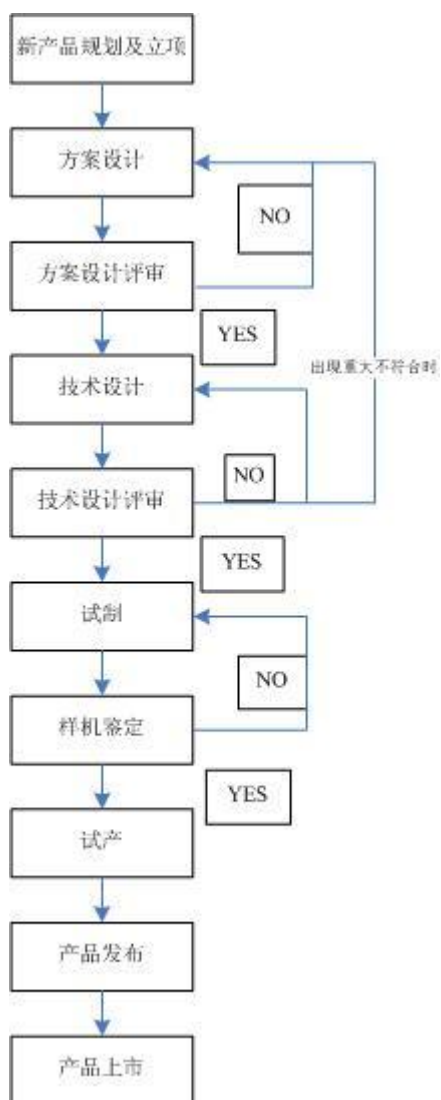 新产品规划及立项
方案设计
NO
方案设计评审
YES
出现重大不符合时
技术设计
NO
技术设计评审
YES
试制
NO
样机鉴定
YES
试产
产品发布
产品上市